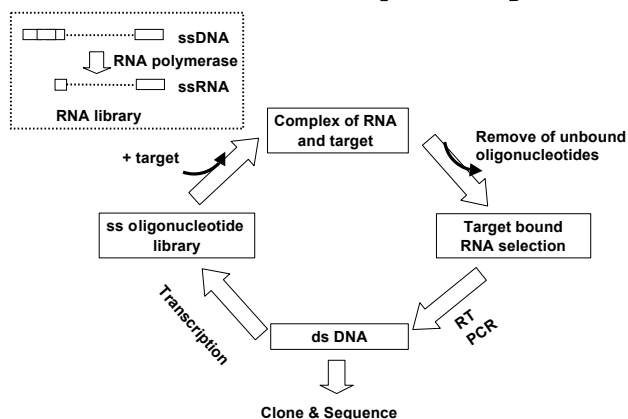 ssDNA
RNA polymerase
ssRNA
RNA library
Complex of RNA
and target
+ target
Remove of unbound
oligonucleotides
ss oligonucleotide
library
Target bound
RNA selection
Transcription
RT
PCR
ds DNA
Clone & Sequence